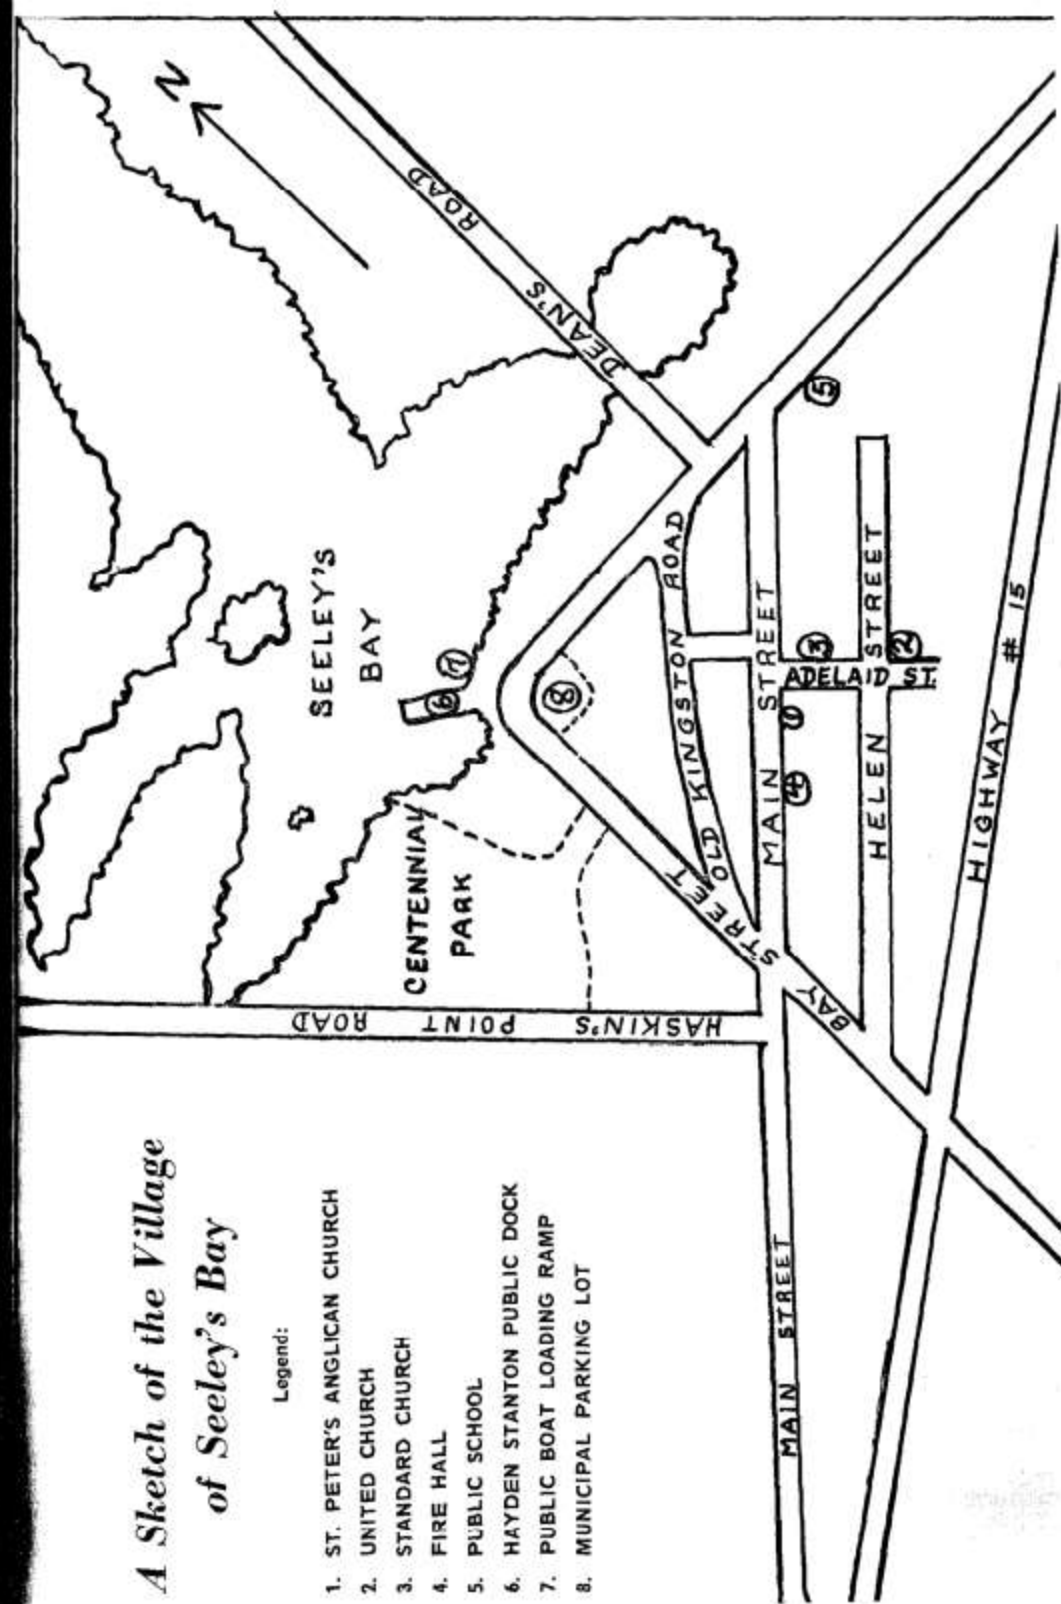 A Sketch of the Village
of Seeley's Bay
Legend:
1. ST. PETER'S ANGLICAN CHURCH
2. UNITED CHURCH
3. STANDARD CHURCH
4. FIRE HALL
5. PUBLIC SCHOOL
6. HAYDEN STANTON PUBLIC DOCK
7. PUBLIC BOAT LOADING RAMP
8. MUNICIPAL PARKING LOT
N
SEELEY'S
BAY
CENTENNIAL
PARK
HASKIN'S POINT ROAD
DEAN'S ROAD
OLD KINGSTON ROAD
BAY STREET
MAIN STREET
MAIN STREET
ADELAID ST.
HELEN STREET
HIGHWAY # 15
1
2
3
4
5
6
7
8